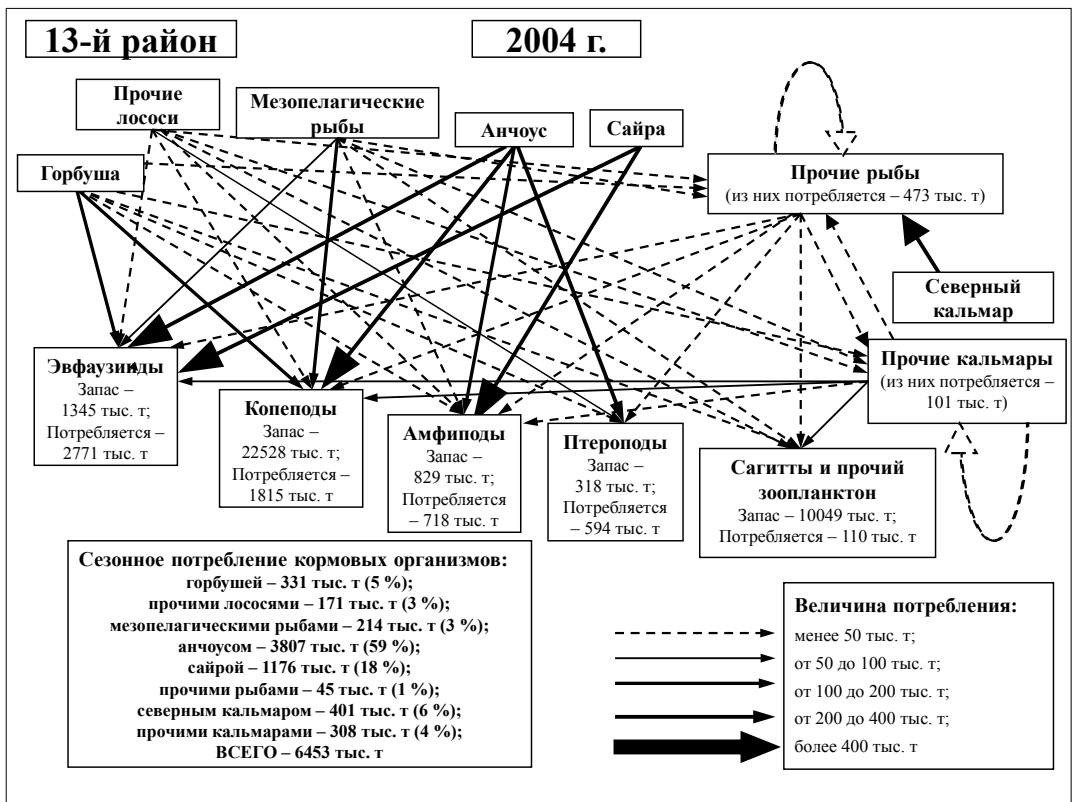 13-й район
2004 г.
Прочие
лососи
Мезопелагические
рыбы
Анчоус
Сайра
Горбуша
Прочие рыбы
(из них потребляется – 473 тыс. т)
Северный
кальмар
Прочие кальмары
(из них потребляется –
101 тыс. т)
Эвфаузииды
Запас –
1345 тыс. т;
Потребляется –
2771 тыс. т
Копеподы
Запас –
22528 тыс. т;
Потребляется –
1815 тыс. т
Амфиподы
Запас –
829 тыс. т;
Потребляется
– 718 тыс. т
Птероподы
Запас –
318 тыс. т;
Потребляется
– 594 тыс. т
Сагитты и прочий
зоопланктон
Запас – 10049 тыс. т;
Потребляется – 110 тыс. т
Сезонное потребление кормовых организмов:
горбушей – 331 тыс. т (5 %);
прочими лососями – 171 тыс. т (3 %);
мезопелагическими рыбами – 214 тыс. т (3 %);
анчоусом – 3807 тыс. т (59 %);
сайрой – 1176 тыс. т (18 %);
прочими рыбами – 45 тыс. т (1 %);
северным кальмаром – 401 тыс. т (6 %);
прочими кальмарами – 308 тыс. т (4 %);
ВСЕГО – 6453 тыс. т
Величина потребления:
менее 50 тыс. т;
от 50 до 100 тыс. т;
от 100 до 200 тыс. т;
от 200 до 400 тыс. т;
более 400 тыс. т